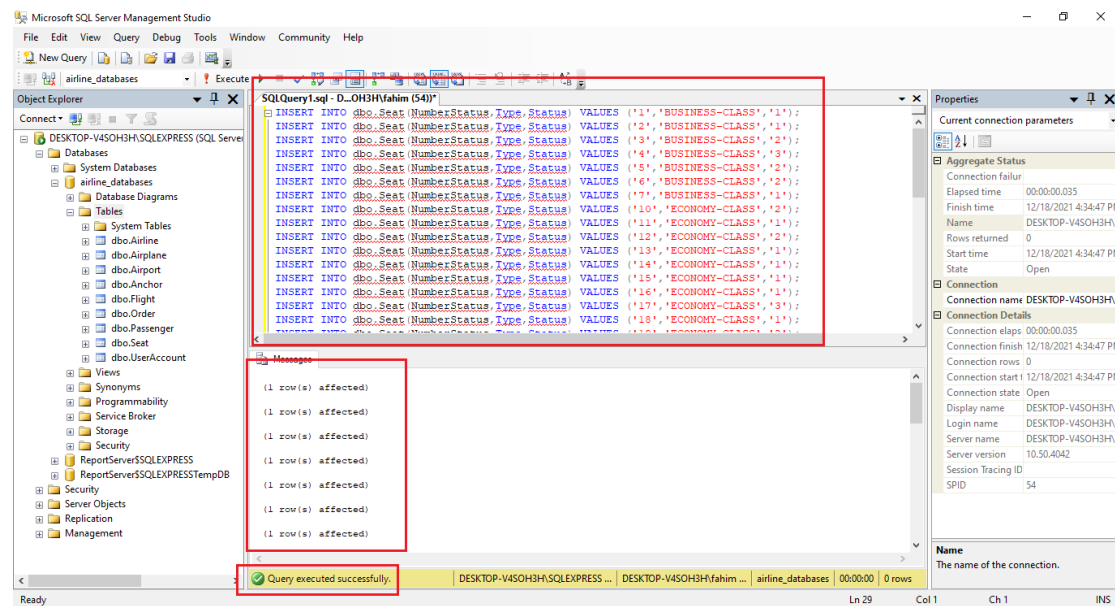 Microsoft SQL Server Management Studio
File Edit View Query Debug Tools Window Community Help
New Query
airline_databases Execute
Object Explorer
Connect
DESKTOP-V4SOH3H\SQLEXPRESS (SQL Server
Databases
System Databases
airline_databases
Database Diagrams
Tables
System Tables
dbo.Airline
dbo.Airplane
dbo.Airport
dbo.Anchor
dbo.Flight
dbo.Order
dbo.Passenger
dbo.Seat
dbo.UserAccount
Views
Synonyms
Programmability
Service Broker
Storage
Security
ReportServer$SQLEXPRESS
ReportServer$SQLEXPRESSTempDB
Security
Server Objects
Replication
Management
SQLQuery1.sql - D...OH3H\fahim (54))*
INSERT INTO dbo.Seat(NumberStatus,Type,Status) VALUES ('1','BUSINESS-CLASS','1');
INSERT INTO dbo.Seat(NumberStatus,Type,Status) VALUES ('2','BUSINESS-CLASS','1');
INSERT INTO dbo.Seat(NumberStatus,Type,Status) VALUES ('3','BUSINESS-CLASS','2');
INSERT INTO dbo.Seat(NumberStatus,Type,Status) VALUES ('4','BUSINESS-CLASS','3');
INSERT INTO dbo.Seat(NumberStatus,Type,Status) VALUES ('5','BUSINESS-CLASS','2');
INSERT INTO dbo.Seat(NumberStatus,Type,Status) VALUES ('6','BUSINESS-CLASS','2');
INSERT INTO dbo.Seat(NumberStatus,Type,Status) VALUES ('7','BUSINESS-CLASS','1');
INSERT INTO dbo.Seat(NumberStatus,Type,Status) VALUES ('10','ECONOMY-CLASS','2');
INSERT INTO dbo.Seat(NumberStatus,Type,Status) VALUES ('11','ECONOMY-CLASS','1');
INSERT INTO dbo.Seat(NumberStatus,Type,Status) VALUES ('12','ECONOMY-CLASS','2');
INSERT INTO dbo.Seat(NumberStatus,Type,Status) VALUES ('13','ECONOMY-CLASS','1');
INSERT INTO dbo.Seat(NumberStatus,Type,Status) VALUES ('14','ECONOMY-CLASS','1');
INSERT INTO dbo.Seat(NumberStatus,Type,Status) VALUES ('15','ECONOMY-CLASS','1');
INSERT INTO dbo.Seat(NumberStatus,Type,Status) VALUES ('16','ECONOMY-CLASS','1');
INSERT INTO dbo.Seat(NumberStatus,Type,Status) VALUES ('17','ECONOMY-CLASS','3');
INSERT INTO dbo.Seat(NumberStatus,Type,Status) VALUES ('18','ECONOMY-CLASS','1');
Messages
(1 row(s) affected)
(1 row(s) affected)
(1 row(s) affected)
(1 row(s) affected)
(1 row(s) affected)
(1 row(s) affected)
(1 row(s) affected)
Query executed successfully. DESKTOP-V4SOH3H\SQLEXPRESS ... DESKTOP-V4SOH3H\fahim ... airline_databases 00:00:00 0 rows
Properties
Current connection parameters
Aggregate Status
Connection failur
Elapsed time 00:00:00.035
Finish time 12/18/2021 4:34:47 PM
Name DESKTOP-V4SOH3H\
Rows returned 0
Start time 12/18/2021 4:34:47 PM
State Open
Connection
Connection name DESKTOP-V4SOH3H\
Connection Details
Connection elaps 00:00:00.035
Connection finish 12/18/2021 4:34:47 PM
Connection rows 0
Connection start t 12/18/2021 4:34:47 PM
Connection state Open
Display name DESKTOP-V4SOH3H\
Login name DESKTOP-V4SOH3H\
Server name DESKTOP-V4SOH3H\
Server version 10.50.4042
Session Tracing ID
SPID 54
Name
The name of the connection.
Ready Ln 29 Col 1 Ch 1 INS